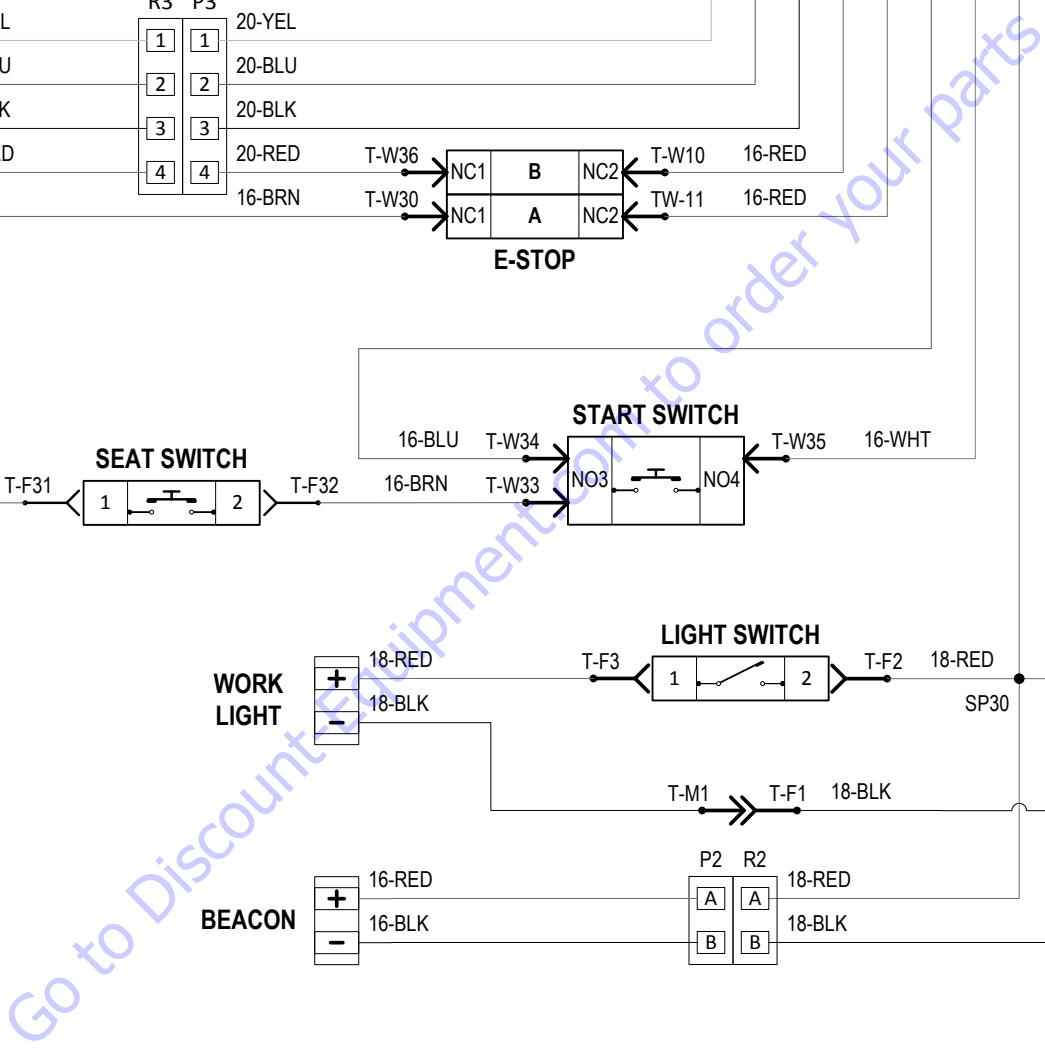 R3 P3
L 1 1 20-YEL
U 2 2 20-BLU
K 3 3 20-BLK
D 4 4 20-RED T-W36 NC1 B NC2 T-W10 16-RED
16-BRN T-W30 NC1 A NC2 TW-11 16-RED
E-STOP
START SWITCH
16-BLU T-W34 T-W35 16-WHT
NO3 NO4
SEAT SWITCH
T-F31 1 2 T-F32 16-BRN T-W33
LIGHT SWITCH
WORK
LIGHT
+ 18-RED T-F3 1 2 T-F2 18-RED
- 18-BLK SP30
T-M1 T-F1 18-BLK
P2 R2
BEACON
+ 16-RED A A 18-RED
- 16-BLK B B 18-BLK
Go to Discount-Equipment.com to order your parts